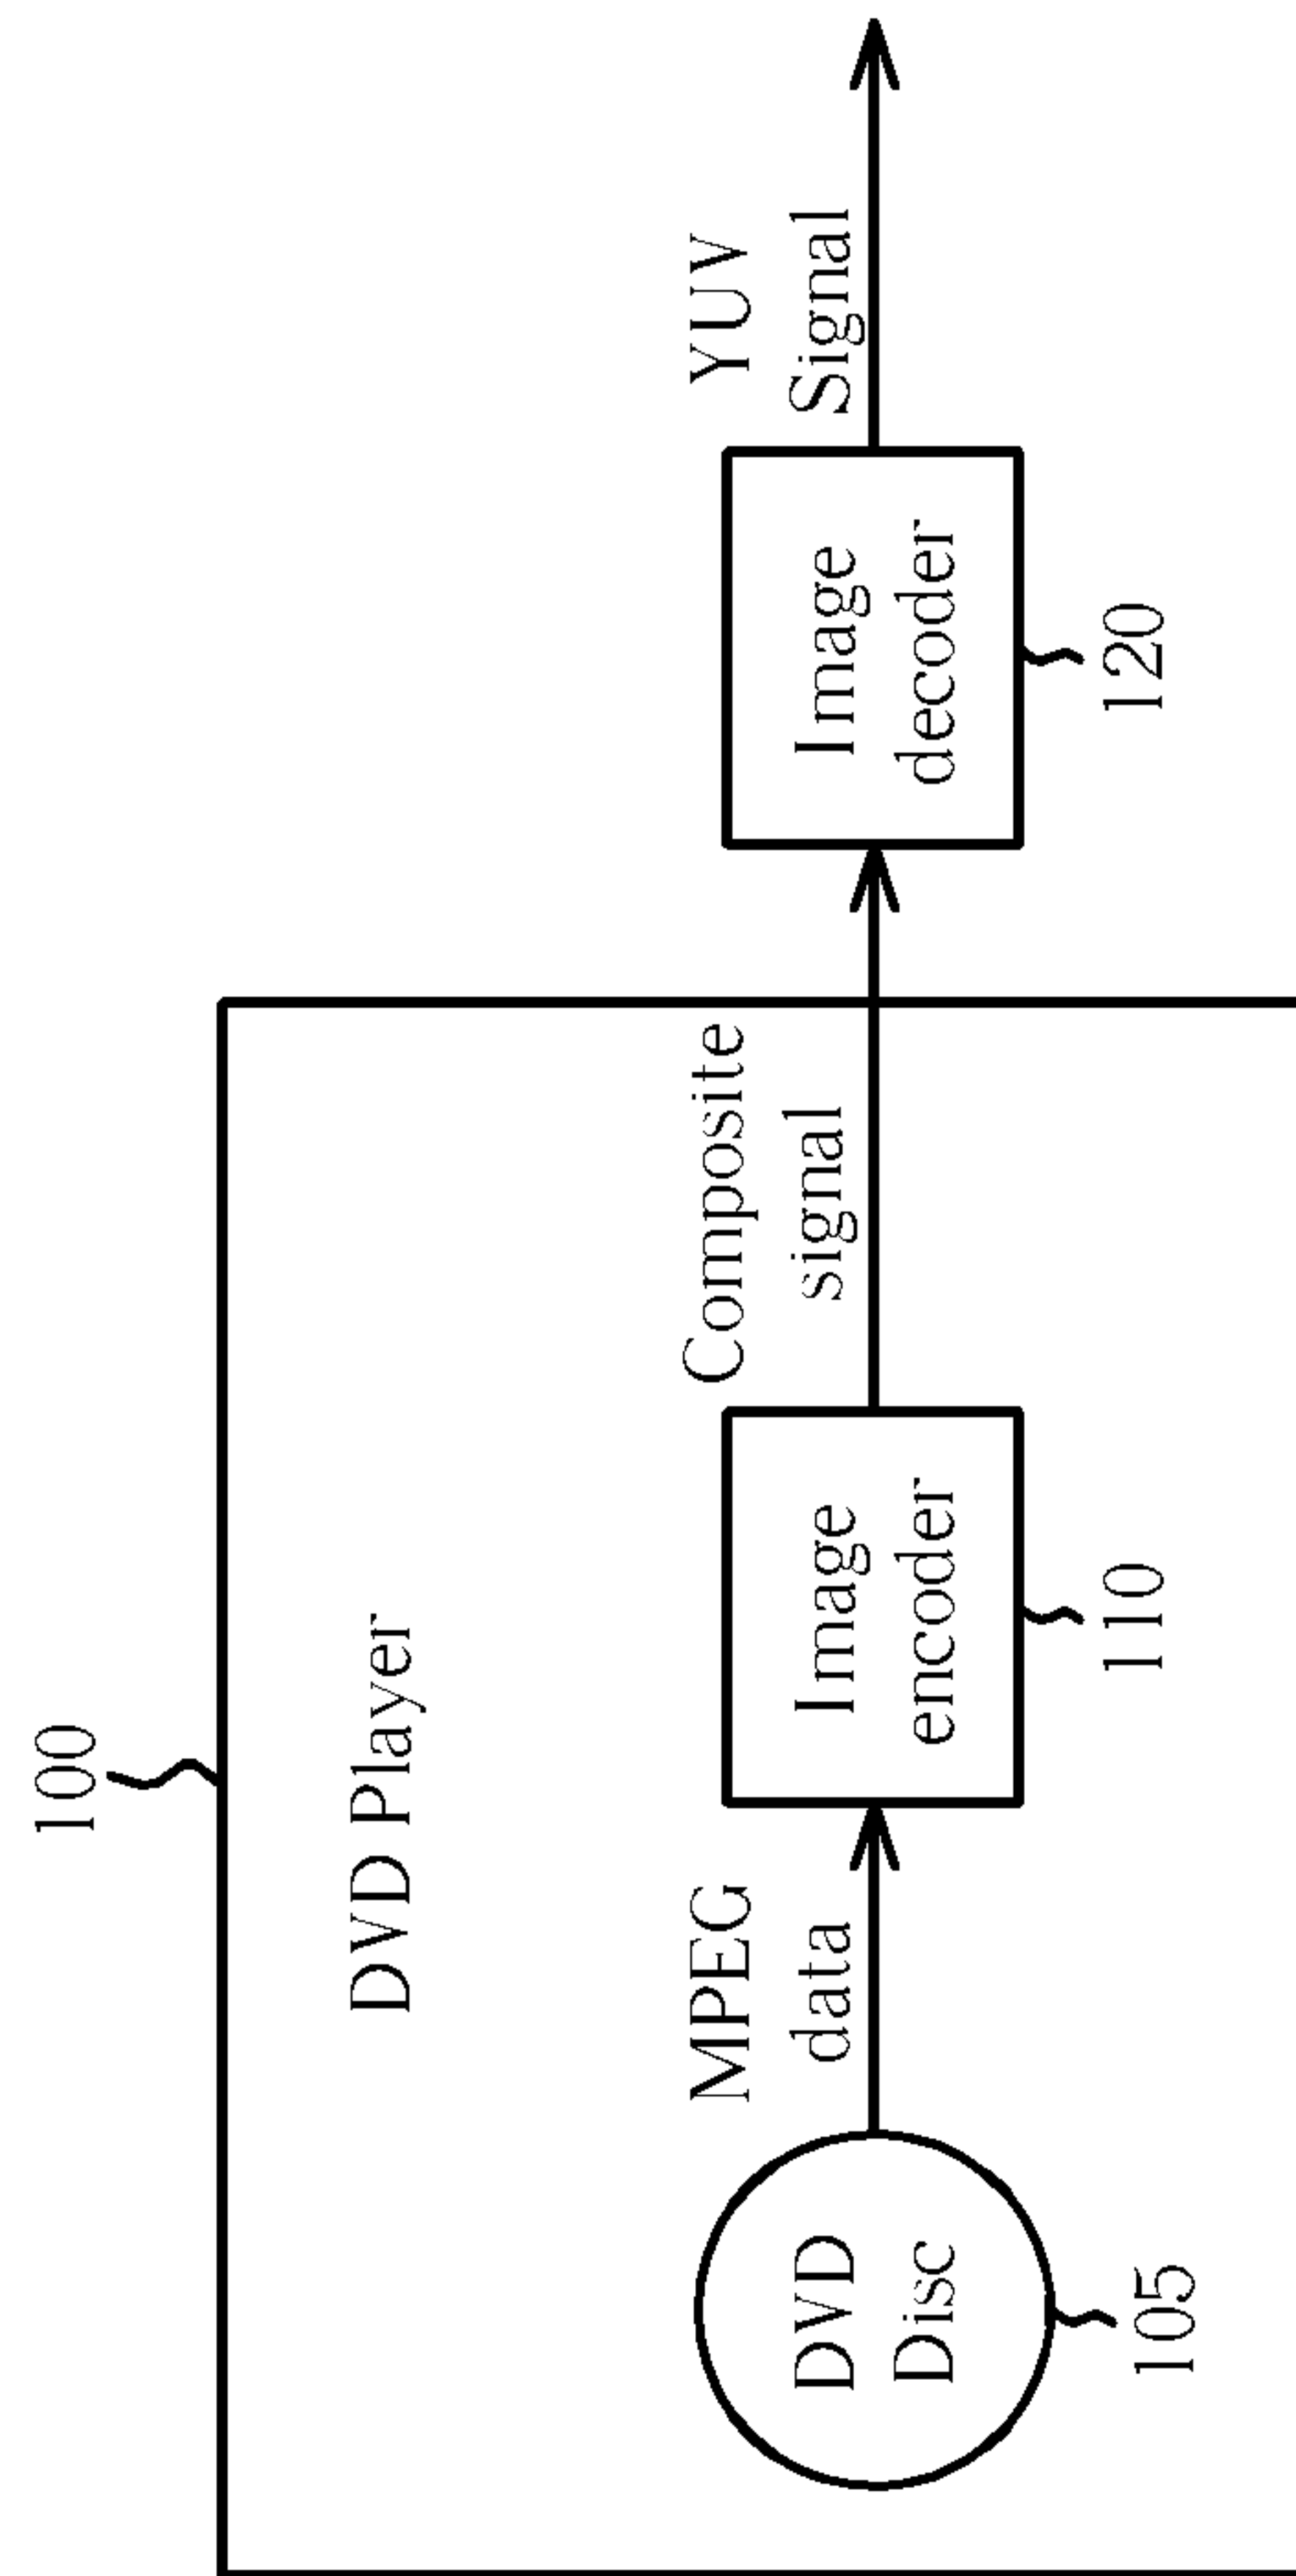 100
DVD Player
DVD
Disc
105
MPEG
data
Image
encoder
110
Composite
signal
Image
decoder
120
YUV
Signal